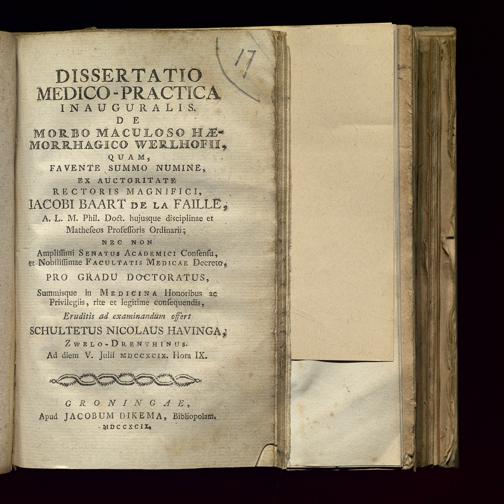 17
DISSERTATIO
MEDICO-PRACTICA
INAUGURALIS.
DE
MORBO MACULOSO HÆ-
MORRHAGICO WERLHOFII,
QUAM,
FAVENTE SUMMO NUMINE,
EX AUCTORITATE
RECTORIS MAGNIFICI,
IACOBI BAART DE LA FAILLE,
A. L. M. Phil. Doct. hujusque disciplinae et
Matheseos Professoris Ordinarii;
NEC NON
Amplissimi SENATUS ACADEMICI Consensu,
et Nobilissimae FACULTATIS MEDICAE Decreto,
PRO GRADU DOCTORATUS,
Summisque in MEDICINA Honoribus ac
Privilegiis, rite et legitime consequendis,
Eruditis ad examinandum offert
SCHULTETUS NICOLAUS HAVINGA,
ZWELO-DRENTHINUS.
Ad diem V. Julii MDCCXCIX. Hora IX.
GRONINGAE,
Apud JACOBUM DIKEMA, Bibliopolam.
MDCCXCIX.